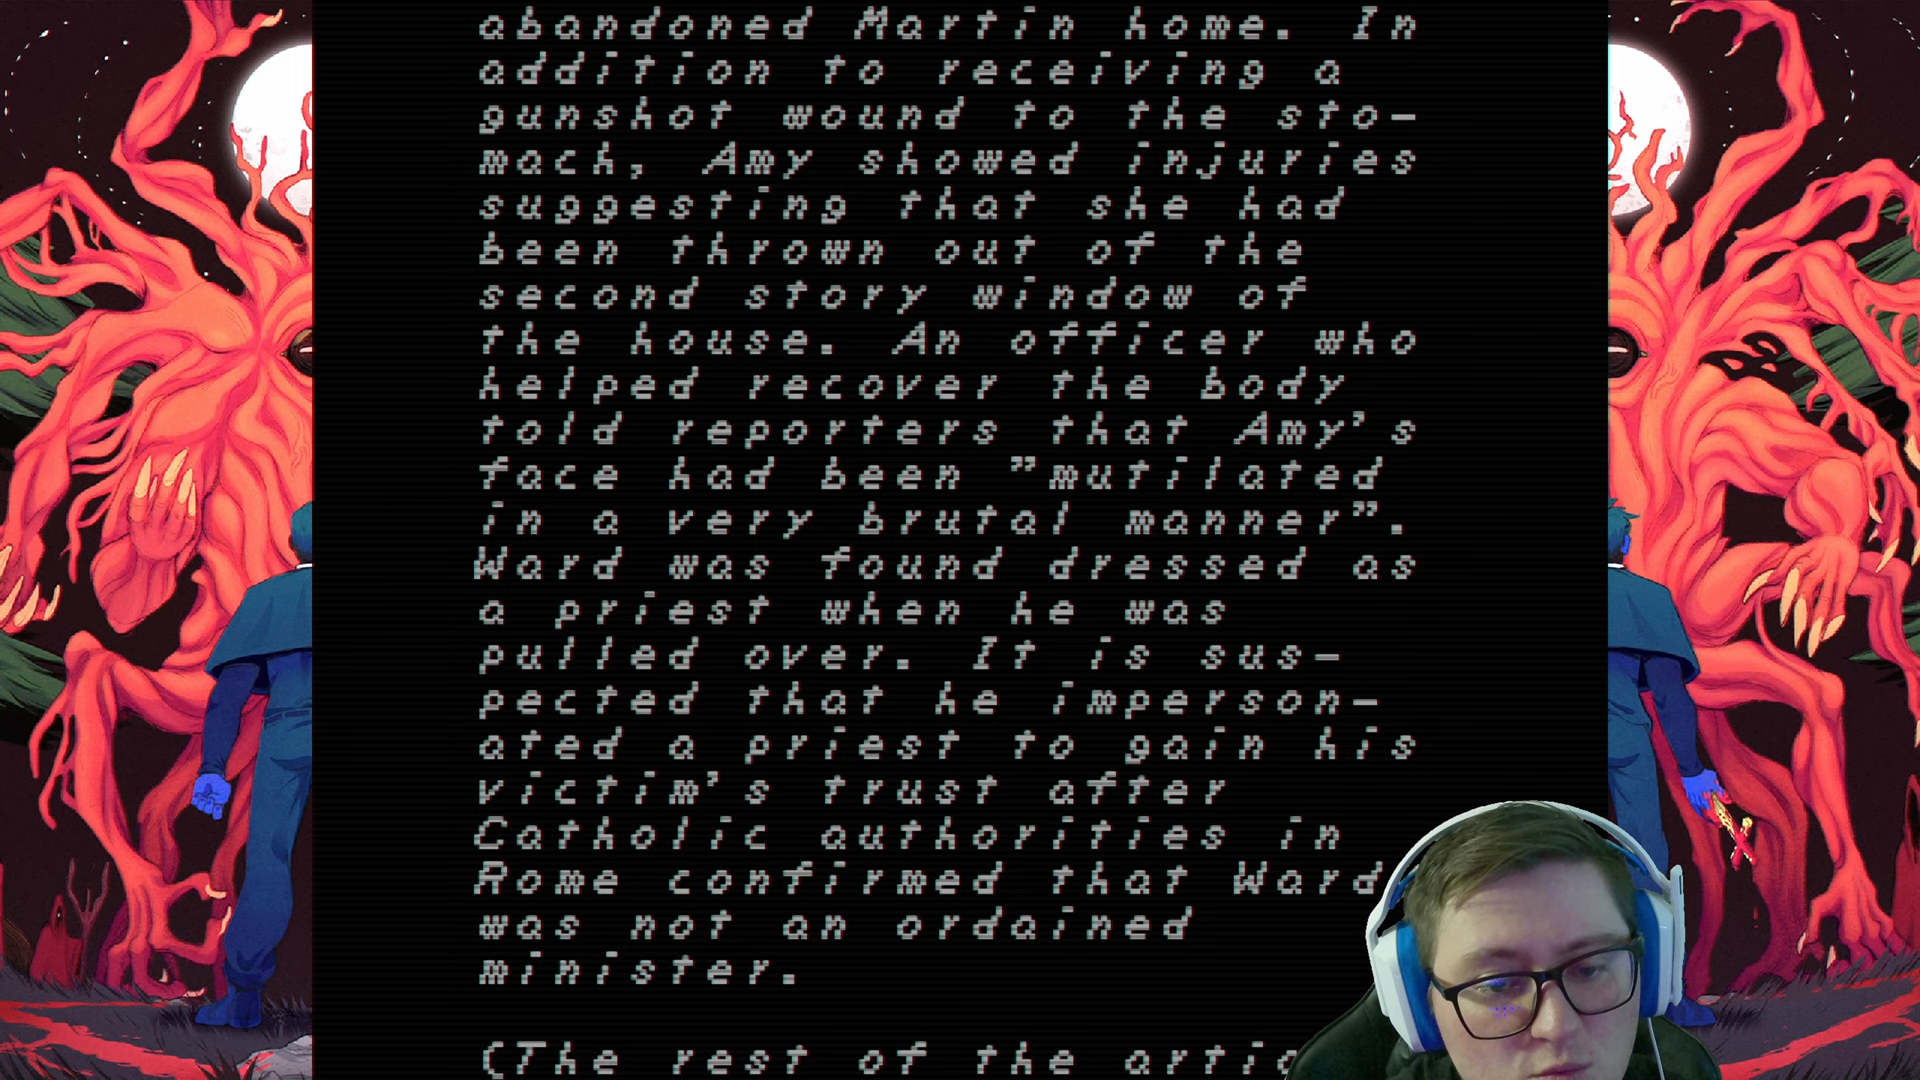 abandoned Martin home. In
addition to receiving a
gunshot wound to the sto-
mach, Amy showed injuries
suggesting that she had
been thrown out of the
second story window of
the house. An officer who
helped recover the body
told reporters that Amy's
face had been "mutilated
in a very brutal manner".
Ward was found dressed as
a priest when he was
pulled over. It is sus-
pected that he imperson-
ated a priest to gain his
victim's trust after
Catholic authorities in
Rome confirmed that Ward
was not an ordained
minister.
(The rest of the